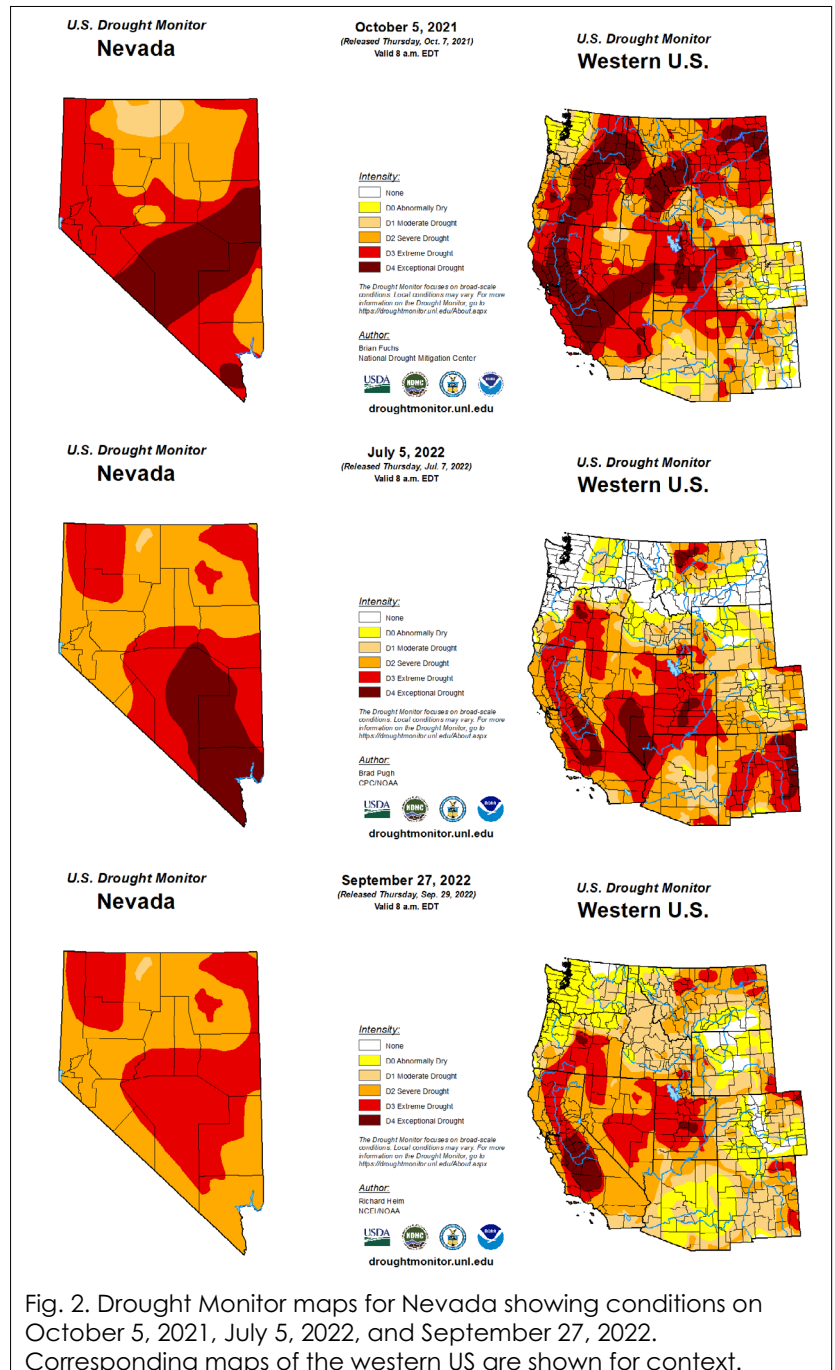 U.S. Drought Monitor
Nevada
October 5, 2021
(Released Thursday, Oct. 7, 2021)
Valid 8 a.m. EDT
U.S. Drought Monitor
Western U.S.
Intensity:
None
D0 Abnormally Dry
D1 Moderate Drought
D2 Severe Drought
D3 Extreme Drought
D4 Exceptional Drought
The Drought Monitor focuses on broad-scale
conditions. Local conditions may vary. For more
information on the Drought Monitor, go to
https://droughtmonitor.unl.edu/About.aspx
Author:
Brian Fuchs
National Drought Mitigation Center
USDA
NDMC
NOAA
droughtmonitor.unl.edu
U.S. Drought Monitor
Nevada
July 5, 2022
(Released Thursday, Jul. 7, 2022)
Valid 8 a.m. EDT
U.S. Drought Monitor
Western U.S.
Intensity:
None
D0 Abnormally Dry
D1 Moderate Drought
D2 Severe Drought
D3 Extreme Drought
D4 Exceptional Drought
The Drought Monitor focuses on broad-scale
conditions. Local conditions may vary. For more
information on the Drought Monitor, go to
https://droughtmonitor.unl.edu/About.aspx
Author:
Brad Pugh
CPC/NOAA
USDA
NDMC
NOAA
droughtmonitor.unl.edu
U.S. Drought Monitor
Nevada
September 27, 2022
(Released Thursday, Sep. 29, 2022)
Valid 8 a.m. EDT
U.S. Drought Monitor
Western U.S.
Intensity:
None
D0 Abnormally Dry
D1 Moderate Drought
D2 Severe Drought
D3 Extreme Drought
D4 Exceptional Drought
The Drought Monitor focuses on broad-scale
conditions. Local conditions may vary. For more
information on the Drought Monitor, go to
https://droughtmonitor.unl.edu/About.aspx
Author:
Richard Heim
NCEI/NOAA
USDA
NDMC
NOAA
droughtmonitor.unl.edu
Fig. 2. Drought Monitor maps for Nevada showing conditions on
October 5, 2021, July 5, 2022, and September 27, 2022.
Corresponding maps of the western US are shown for context.